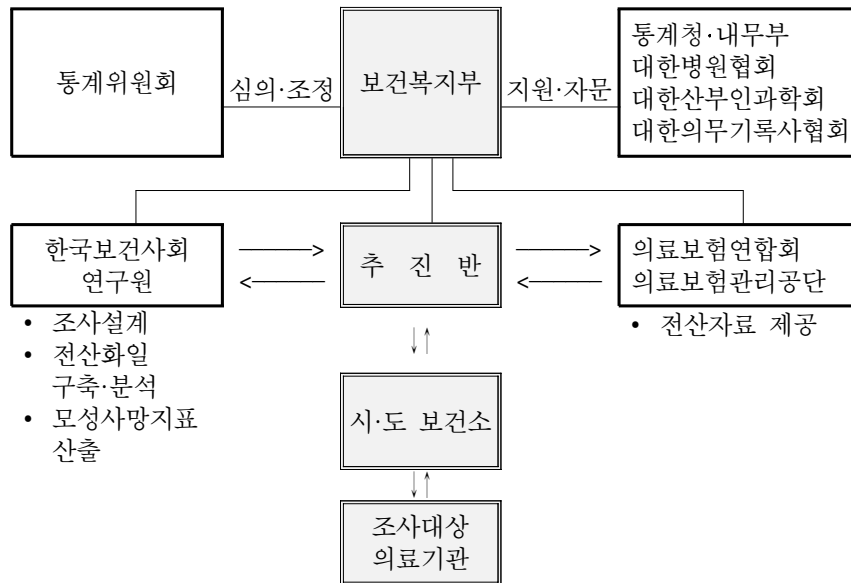 통계위원회
심의·조정
보건복지부
지원·자문
통계청·내무부
대한병원협회
대한산부인과학회
대한의무기록사협회
한국보건사회
연구원
추 진 반
의료보험연합회
의료보험관리공단
• 조사설계
• 전산화일
구축·분석
• 모성사망지표
산출
• 전산자료 제공
시·도 보건소
조사대상
의료기관